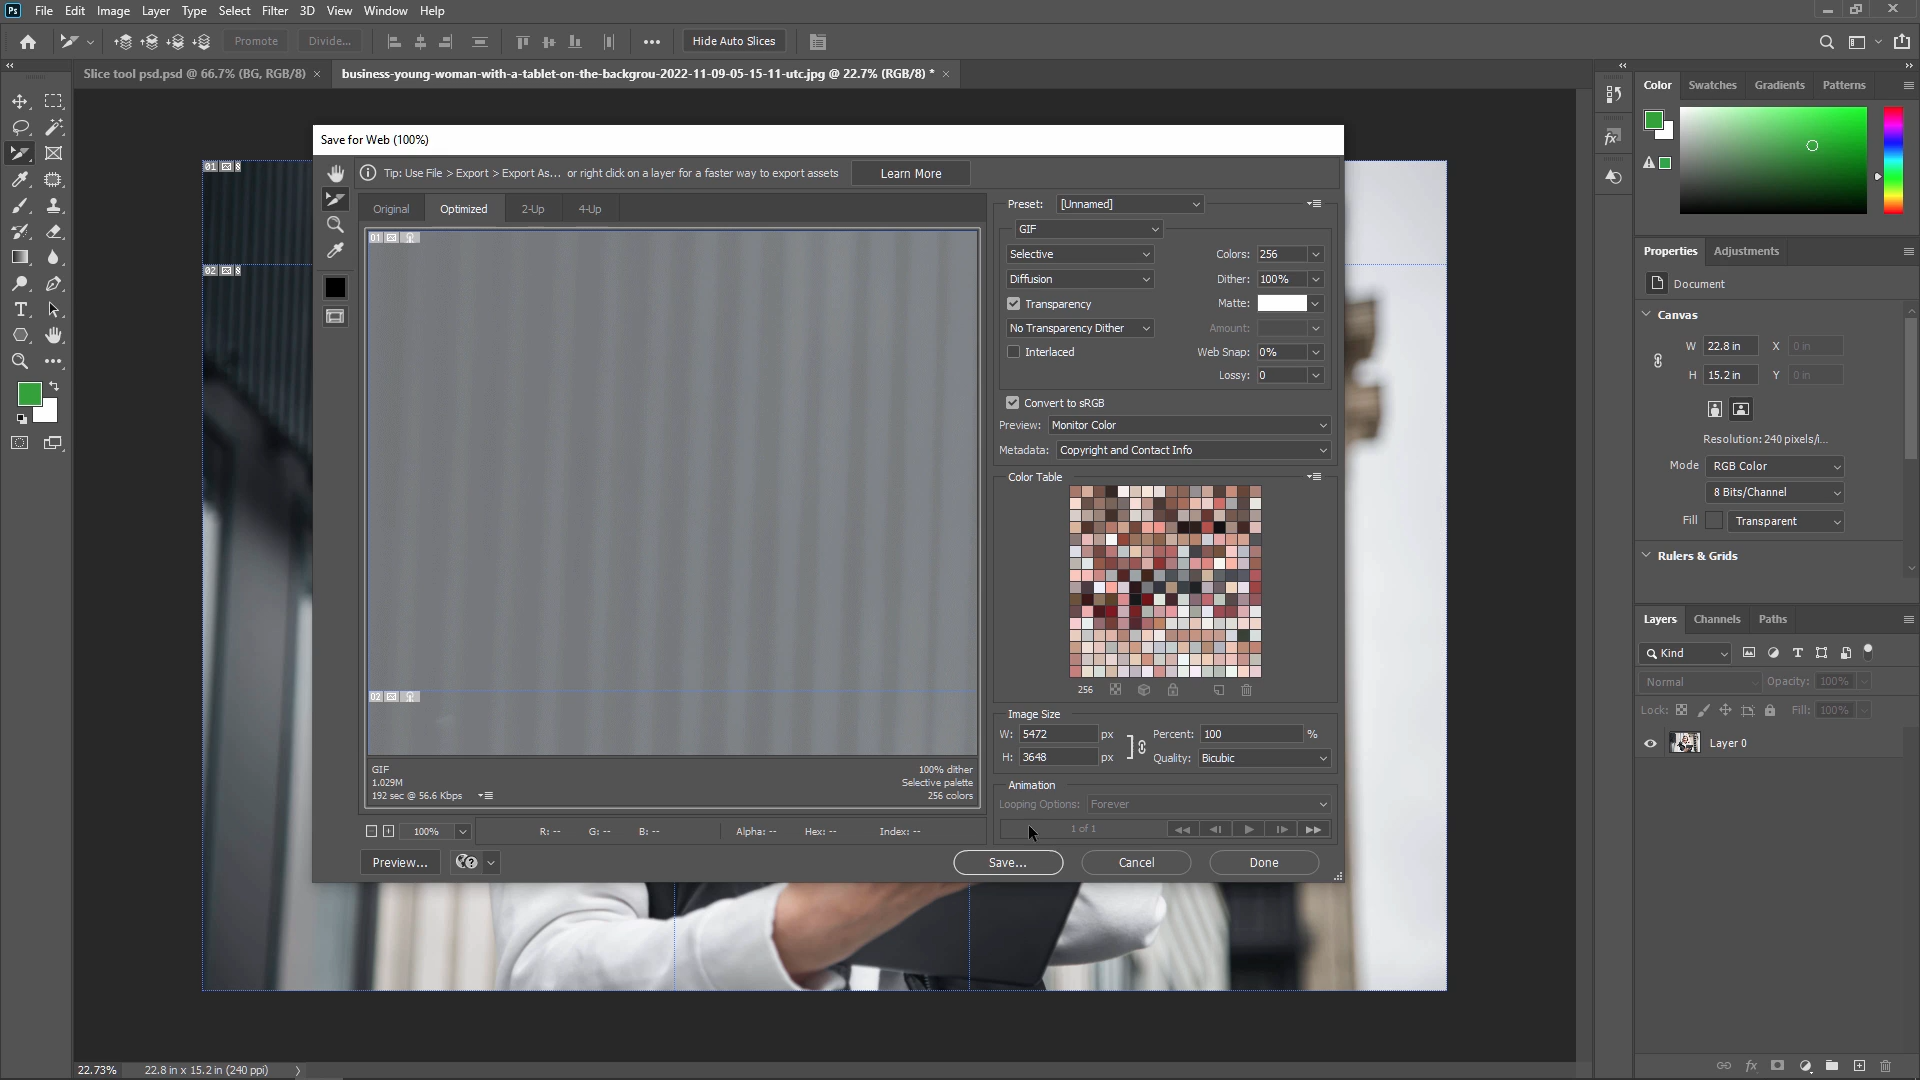 Ps File Edit Image Layer Type Select Filter 3D View Window Help
Promote Divide... Hide Auto Slices
Slice tool psd.psd @ 66.7% (BG, RGB/8) × business-young-woman-with-a-tablet-on-the-backgrou-2022-11-09-05-15-11-utc.jpg @ 22.7% (RGB/8) * ×
Color Swatches Gradients Patterns
Save for Web (100%)
01
Tip: Use File > Export > Export As... or right click on a layer for a faster way to export assets Learn More
Original Optimized 2-Up 4-Up
01
02
02
Preset: [Unnamed]
GIF
Selective Colors: 256
Diffusion Dither: 100%
Transparency Matte:
No Transparency Dither Amount:
Interlaced Web Snap: 0%
Lossy: 0
Convert to sRGB
Preview: Monitor Color
Metadata: Copyright and Contact Info
Color Table
256
Image Size
W: 5472 px Percent: 100 %
H: 3648 px Quality: Bicubic
Animation
Looping Options: Forever
1 of 1
GIF 100% dither
1.029M Selective palette
192 sec @ 56.6 Kbps 256 colors
100% R: -- G: -- B: -- Alpha: -- Hex: -- Index: --
Preview... Save... Cancel Done
Properties Adjustments
Document
Canvas
W 22.8 in X 0 in
H 15.2 in Y 0 in
Resolution: 240 pixels/i...
Mode RGB Color
8 Bits/Channel
Fill Transparent
Rulers & Grids
Layers Channels Paths
Kind
Normal Opacity: 100%
Lock: Fill: 100%
Layer 0
fx
22.73% 22.8 in x 15.2 in (240 ppi)